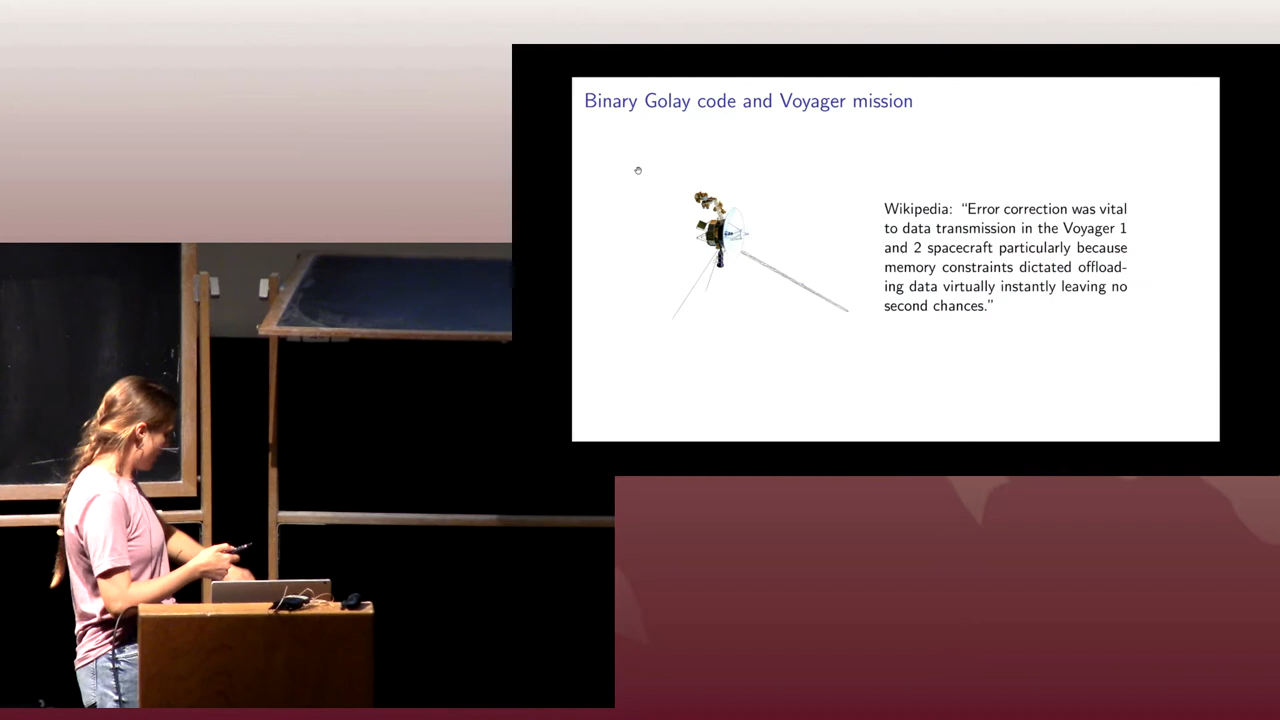 Binary Golay code and Voyager mission
Wikipedia: “Error correction was vital
to data transmission in the Voyager 1
and 2 spacecraft particularly because
memory constraints dictated offload-
ing data virtually instantly leaving no
second chances.”